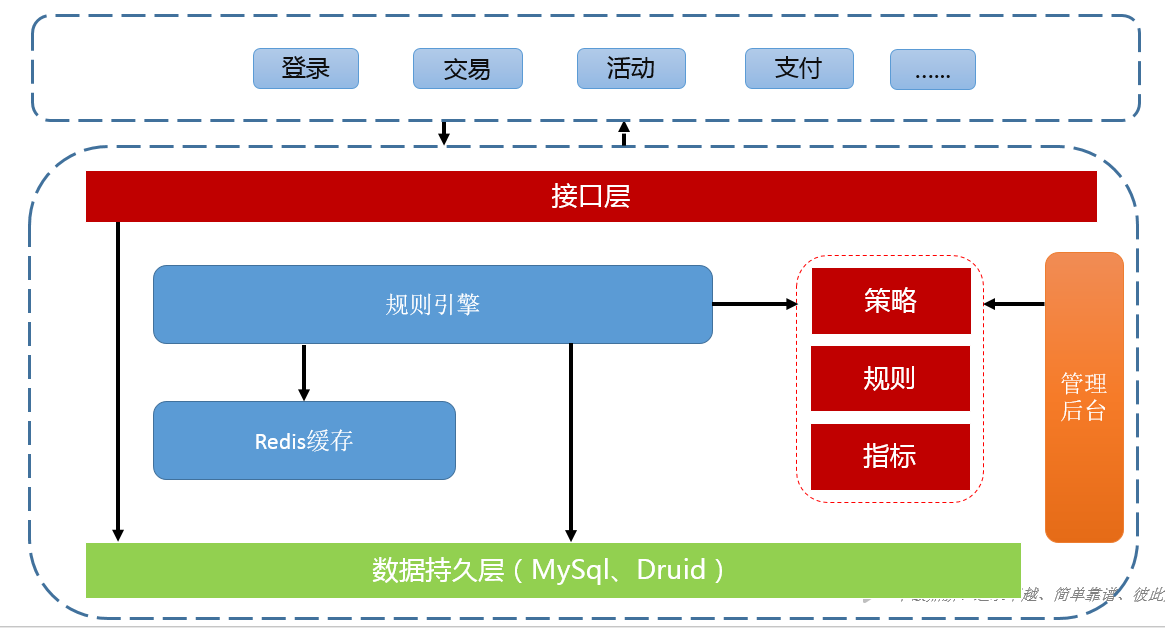 登录
交易
活动
支付
......
接口层
规则引擎
策略
规则
管理
后台
Redis缓存
指标
数据持久层（MySql、Druid）
越、简单靠谱、彼此